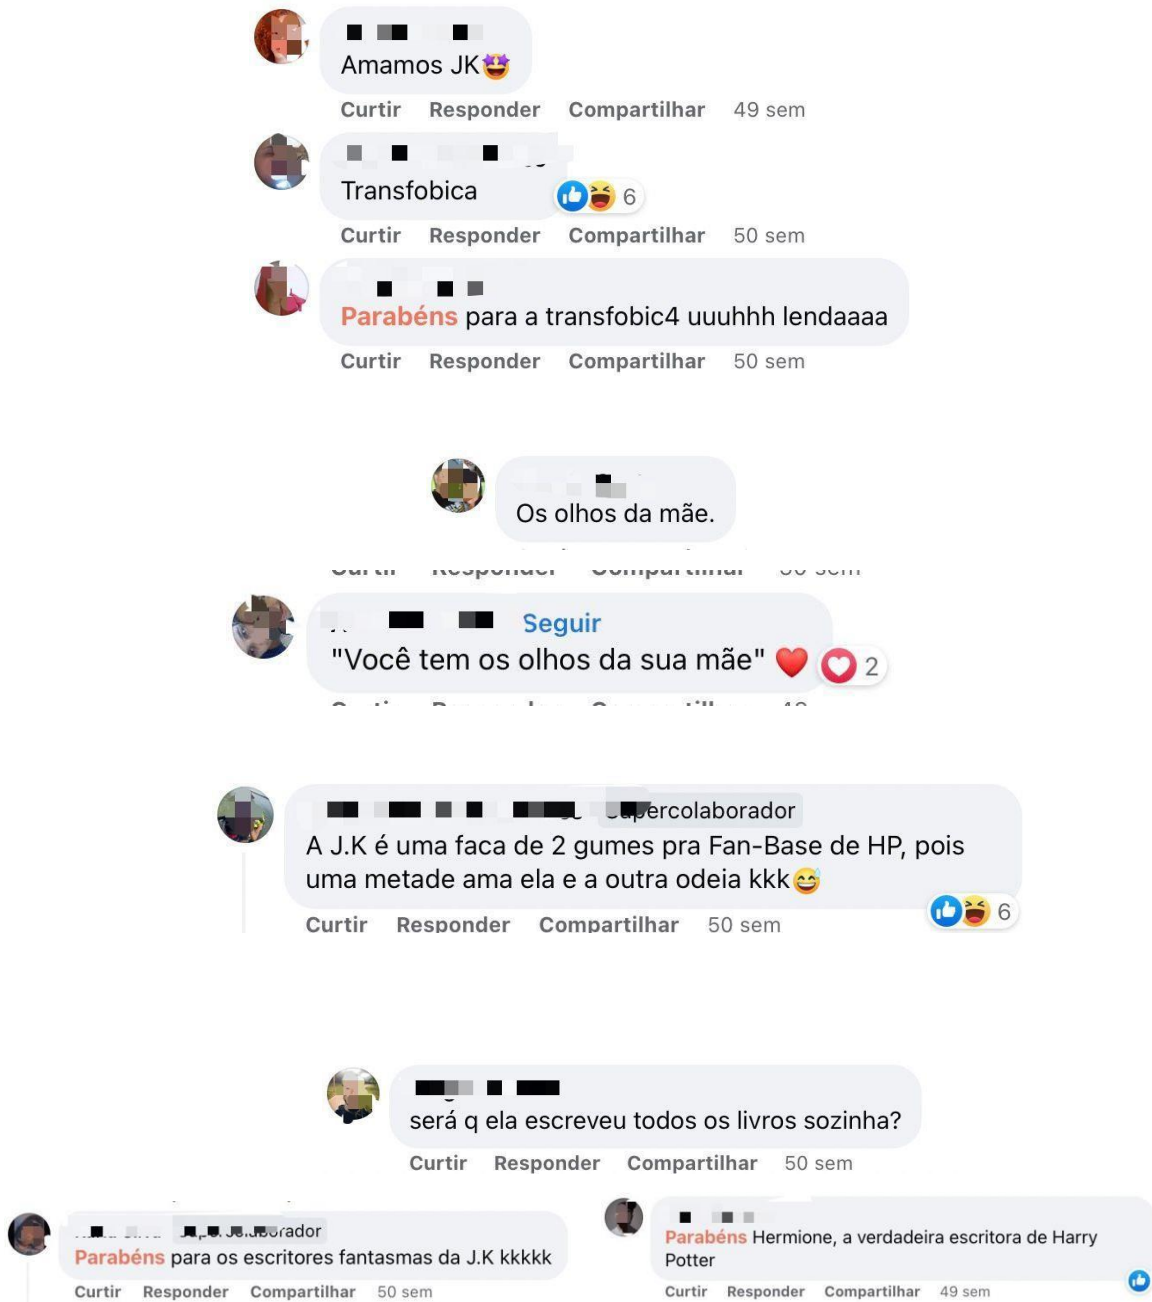 Amamos JK🤩
Curtir Responder Compartilhar 49 sem
Transfobica
6
Curtir Responder Compartilhar 50 sem
Parabéns para a transfobic4 uuuhhh lendaaaa
Curtir Responder Compartilhar 50 sem
Os olhos da mãe.
Curtir Responder Compartilhar 50 sem
Seguir
"Você tem os olhos da sua mãe" ❤️ 2
Supercolaborador
A J.K é uma faca de 2 gumes pra Fan-Base de HP, pois
uma metade ama ela e a outra odeia kkk😅
6
Curtir Responder Compartilhar 50 sem
será q ela escreveu todos os livros sozinha?
Curtir Responder Compartilhar 50 sem
Parabéns para os escritores fantasmas da J.K kkkkk
Curtir Responder Compartilhar 50 sem
Parabéns Hermione, a verdadeira escritora de Harry
Potter
Curtir Responder Compartilhar 49 sem